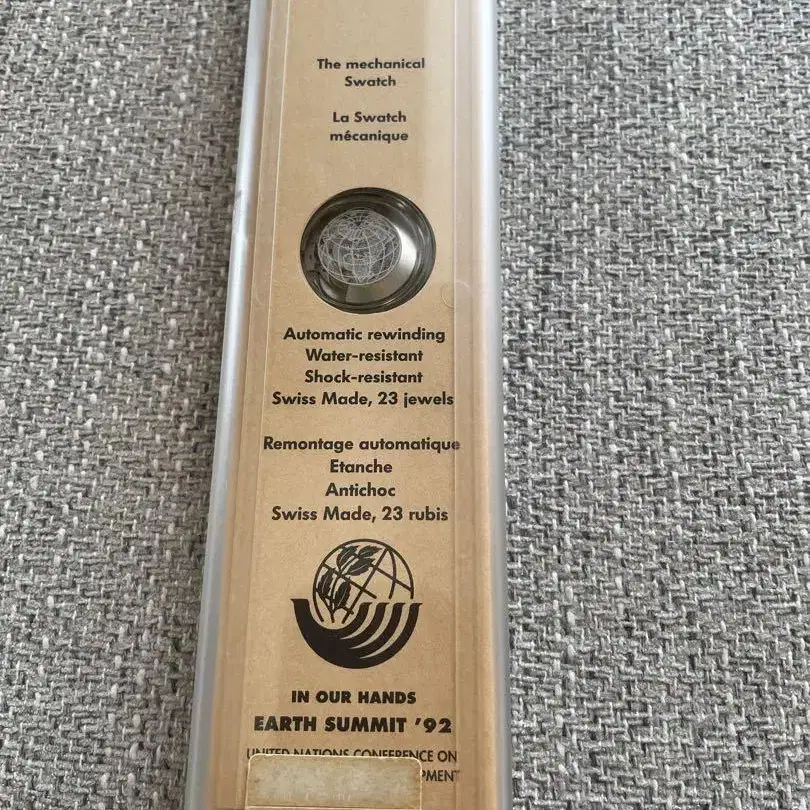 The mechanical
Swatch
La Swatch
mécanique
Automatic rewinding
Water-resistant
Shock-resistant
Swiss Made, 23 jewels
Remontage automatique
Etanche
Antichoc
Swiss Made, 23 rubis
IN OUR HANDS
EARTH SUMMIT '92
UNITED NATIONS CONFERENCE ON
PMENT